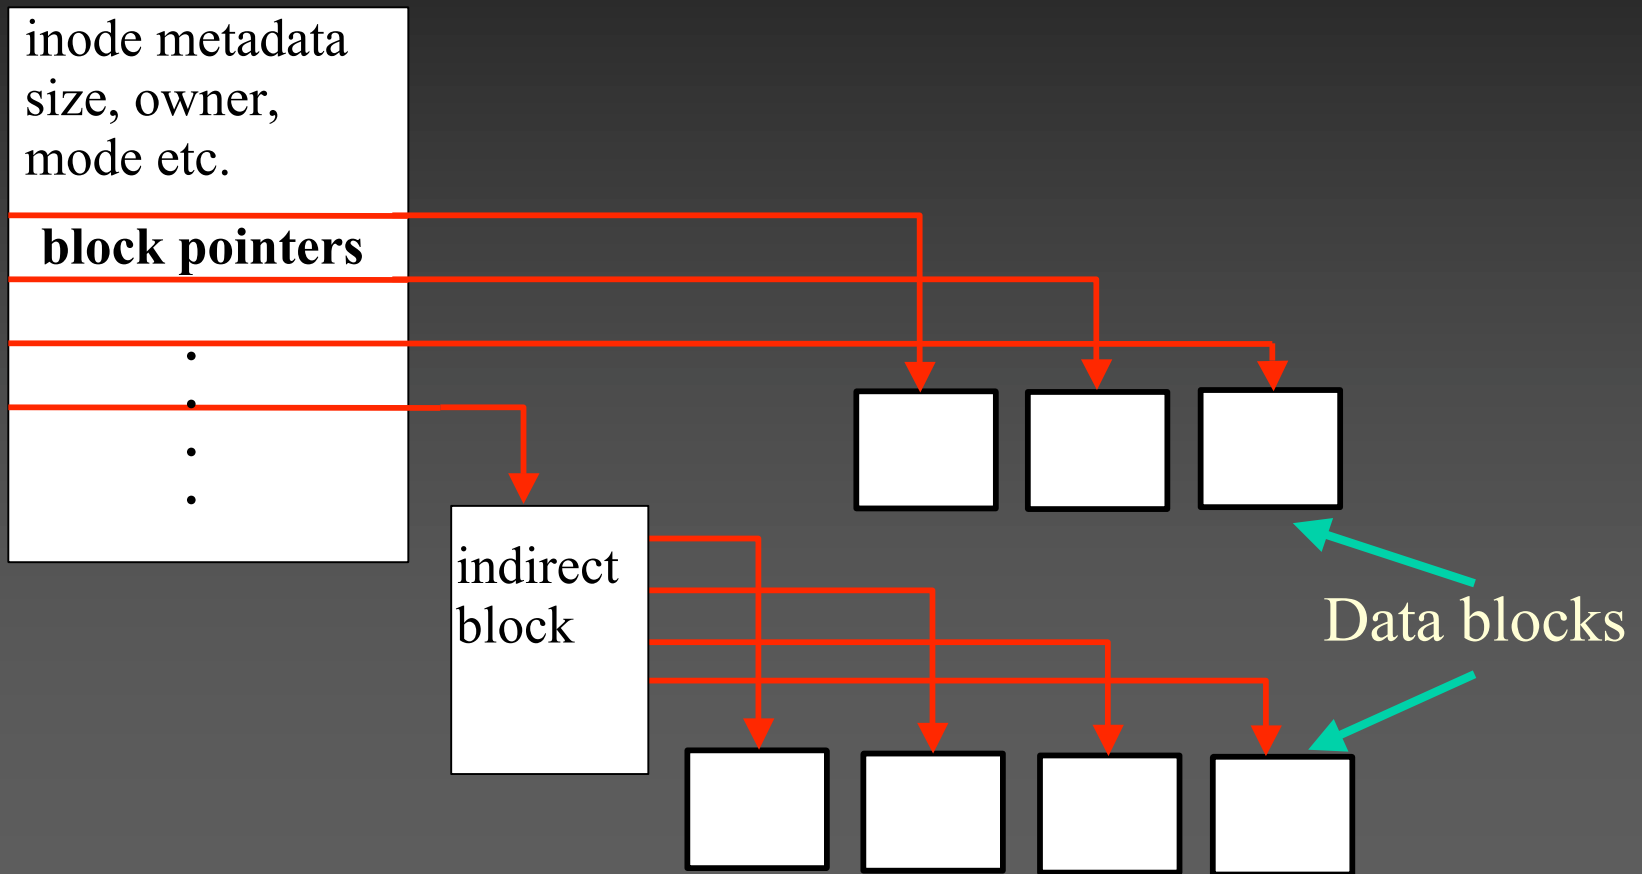 inode metadata
size, owner,
mode etc.
block pointers
.
.
.
.
indirect
block
Data blocks